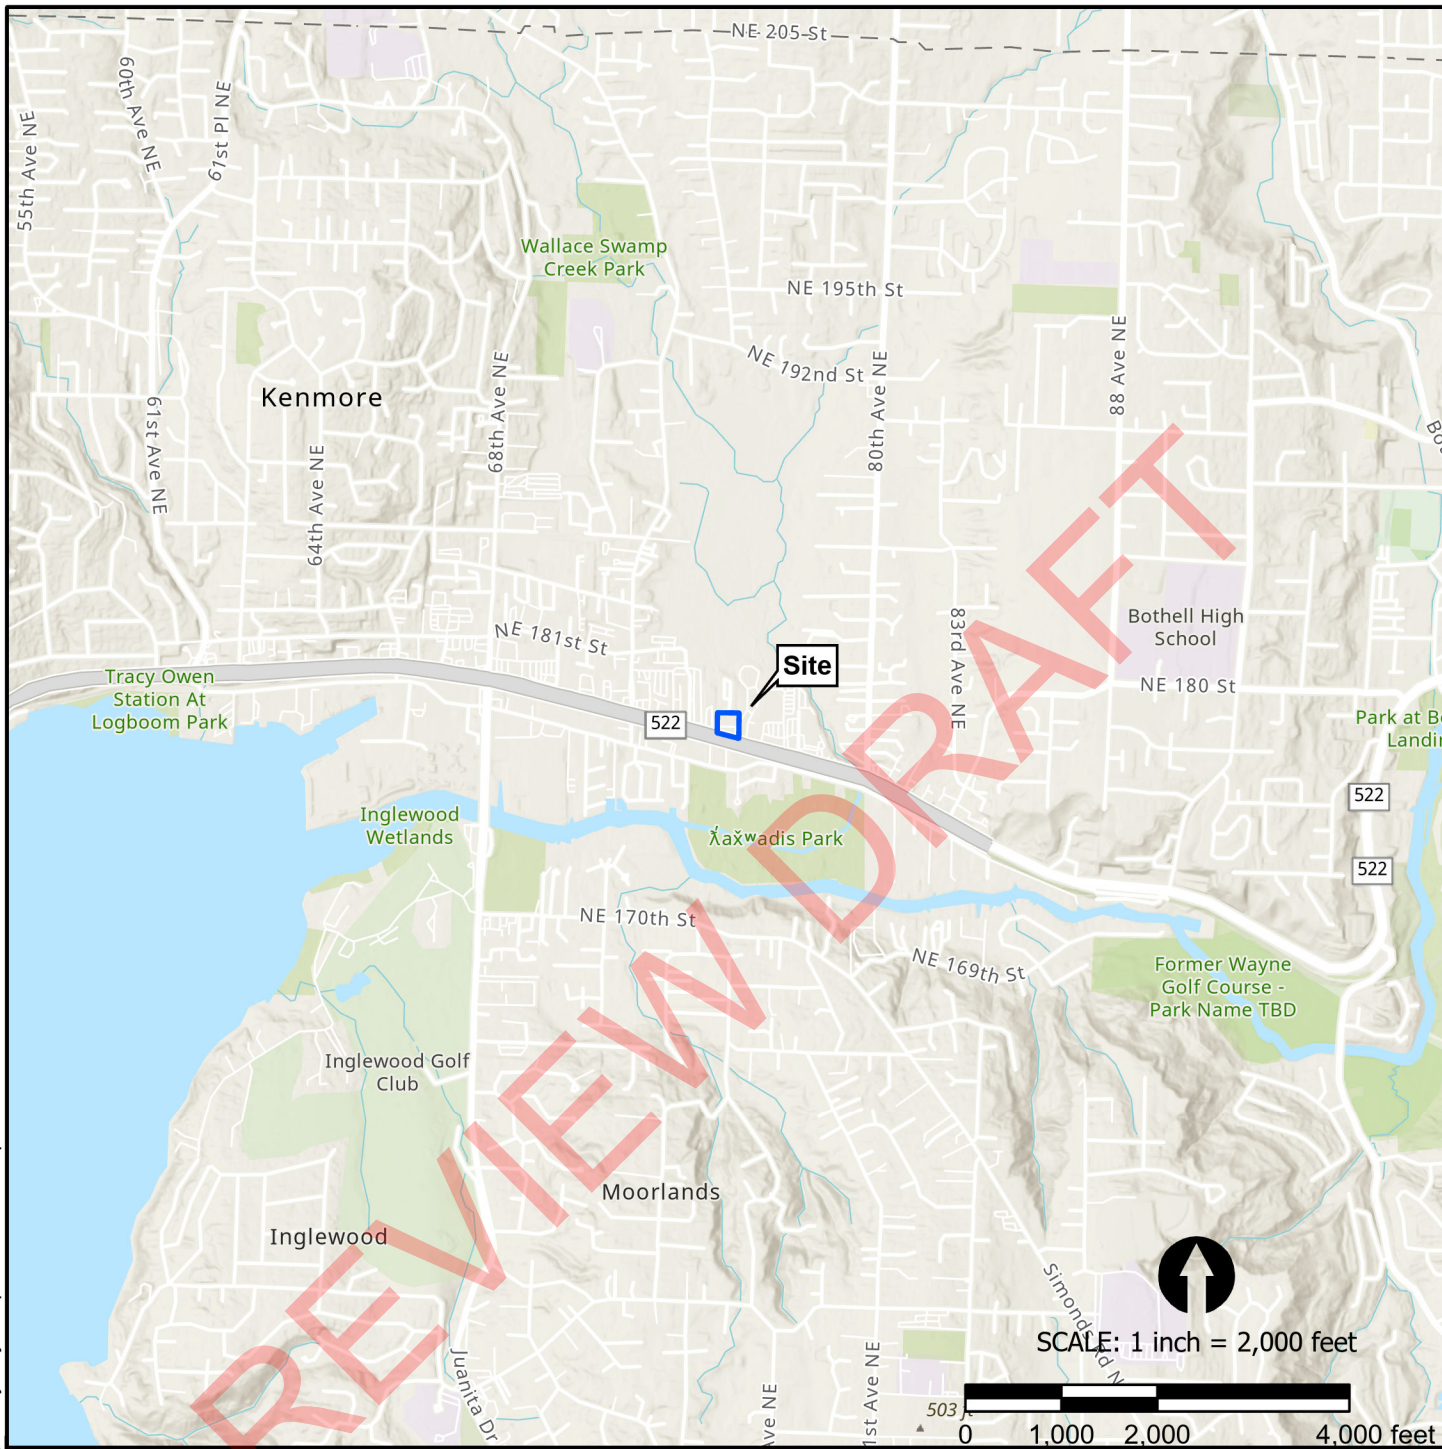 NE 205 St
60th Ave NE
61st Pl NE
55th Ave NE
Wallace Swamp
Creek Park
NE 195th St
NE 192nd St
88 Ave NE
80th Ave NE
68th Ave NE
Kenmore
61st Ave NE
64th Ave NE
NE 181st St
83rd Ave NE
Bothell High
School
NE 180 St
Site
Tracy Owen
Station At
Logboom Park
522
522
522
Inglewood
Wetlands
ƛ̓ax̌ʷadis Park
NE 170th St
NE 169th St
Former Wayne
Golf Course -
Park Name TBD
Inglewood Golf
Club
Moorlands
Inglewood
Juanita Dr
503 ft
REVIEW DRAFT
SCALE: 1 inch = 2,000 feet
0 1,000 2,000 4,000 feet